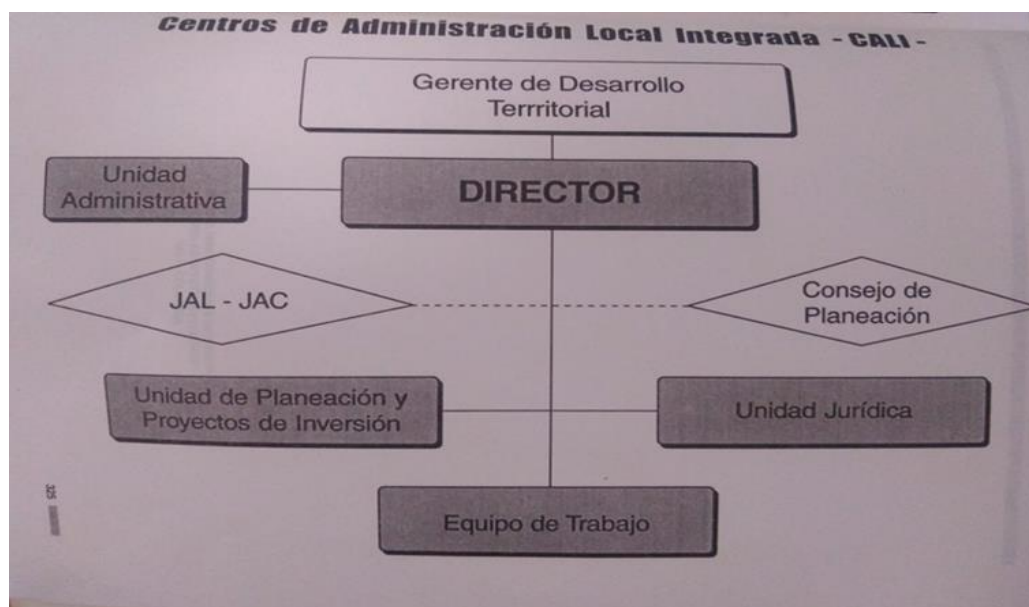 Centros de Administración Local Integrada - CALI -
Gerente de Desarrollo
Terrritorial
Unidad
Administrativa
DIRECTOR
JAL - JAC
Consejo de
Planeación
Unidad de Planeación y
Proyectos de Inversión
Unidad Jurídica
325
Equipo de Trabajo